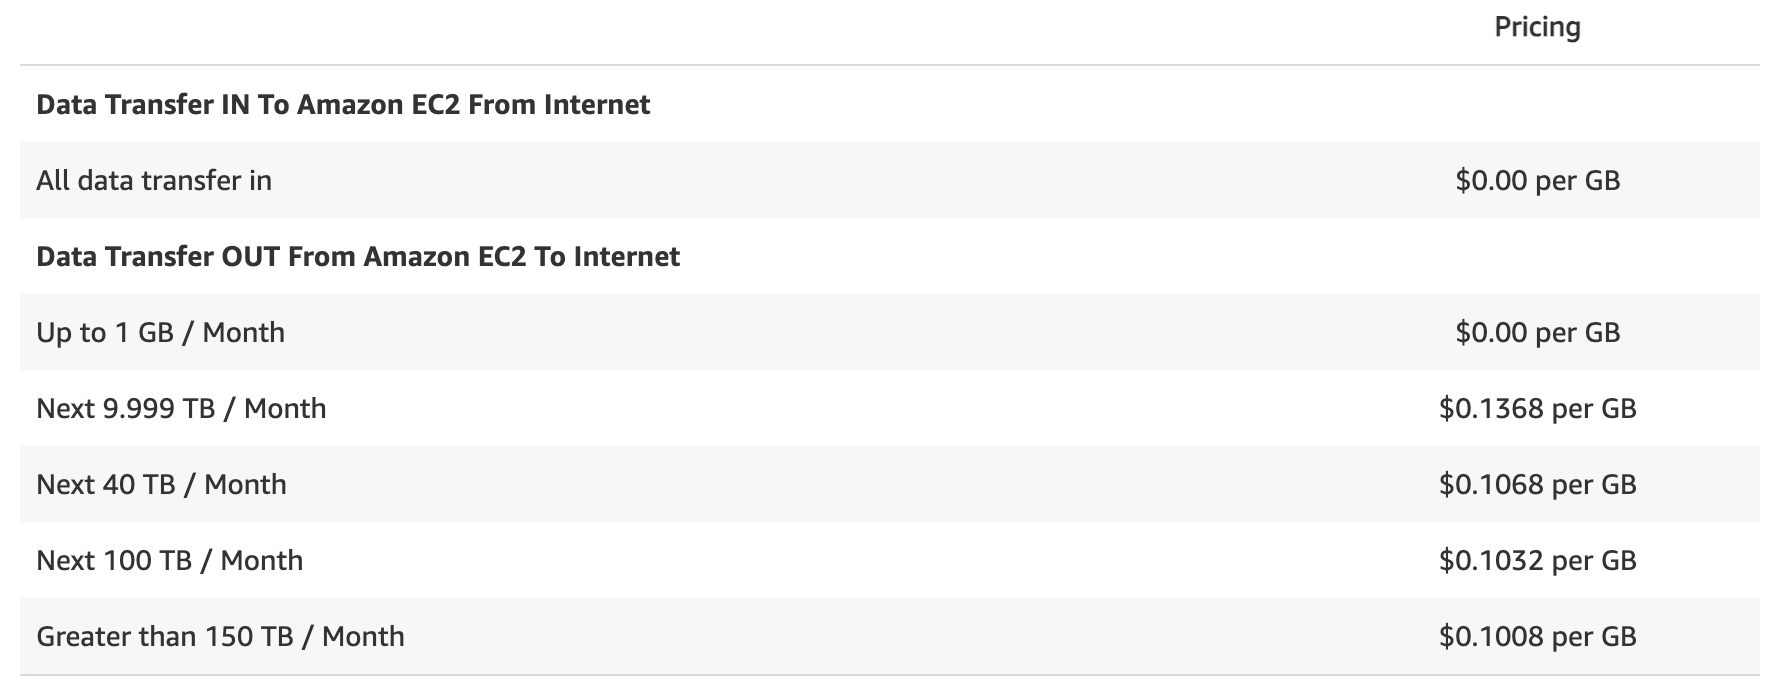 Pricing
Data Transfer IN To Amazon EC2 From Internet
All data transfer in $0.00 per GB
Data Transfer OUT From Amazon EC2 To Internet
Up to 1 GB / Month $0.00 per GB
Next 9.999 TB / Month $0.1368 per GB
Next 40 TB / Month $0.1068 per GB
Next 100 TB / Month $0.1032 per GB
Greater than 150 TB / Month $0.1008 per GB